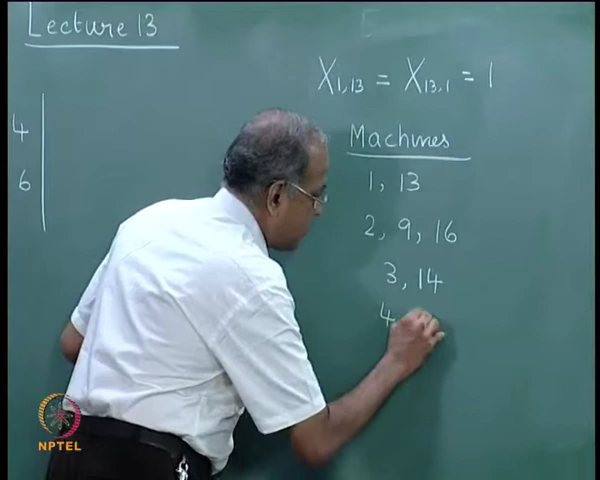 Lecture 13
X1,13 = X13,1 = 1
Machines
1, 13
2, 9, 16
3, 14
4
4
6
NPTEL